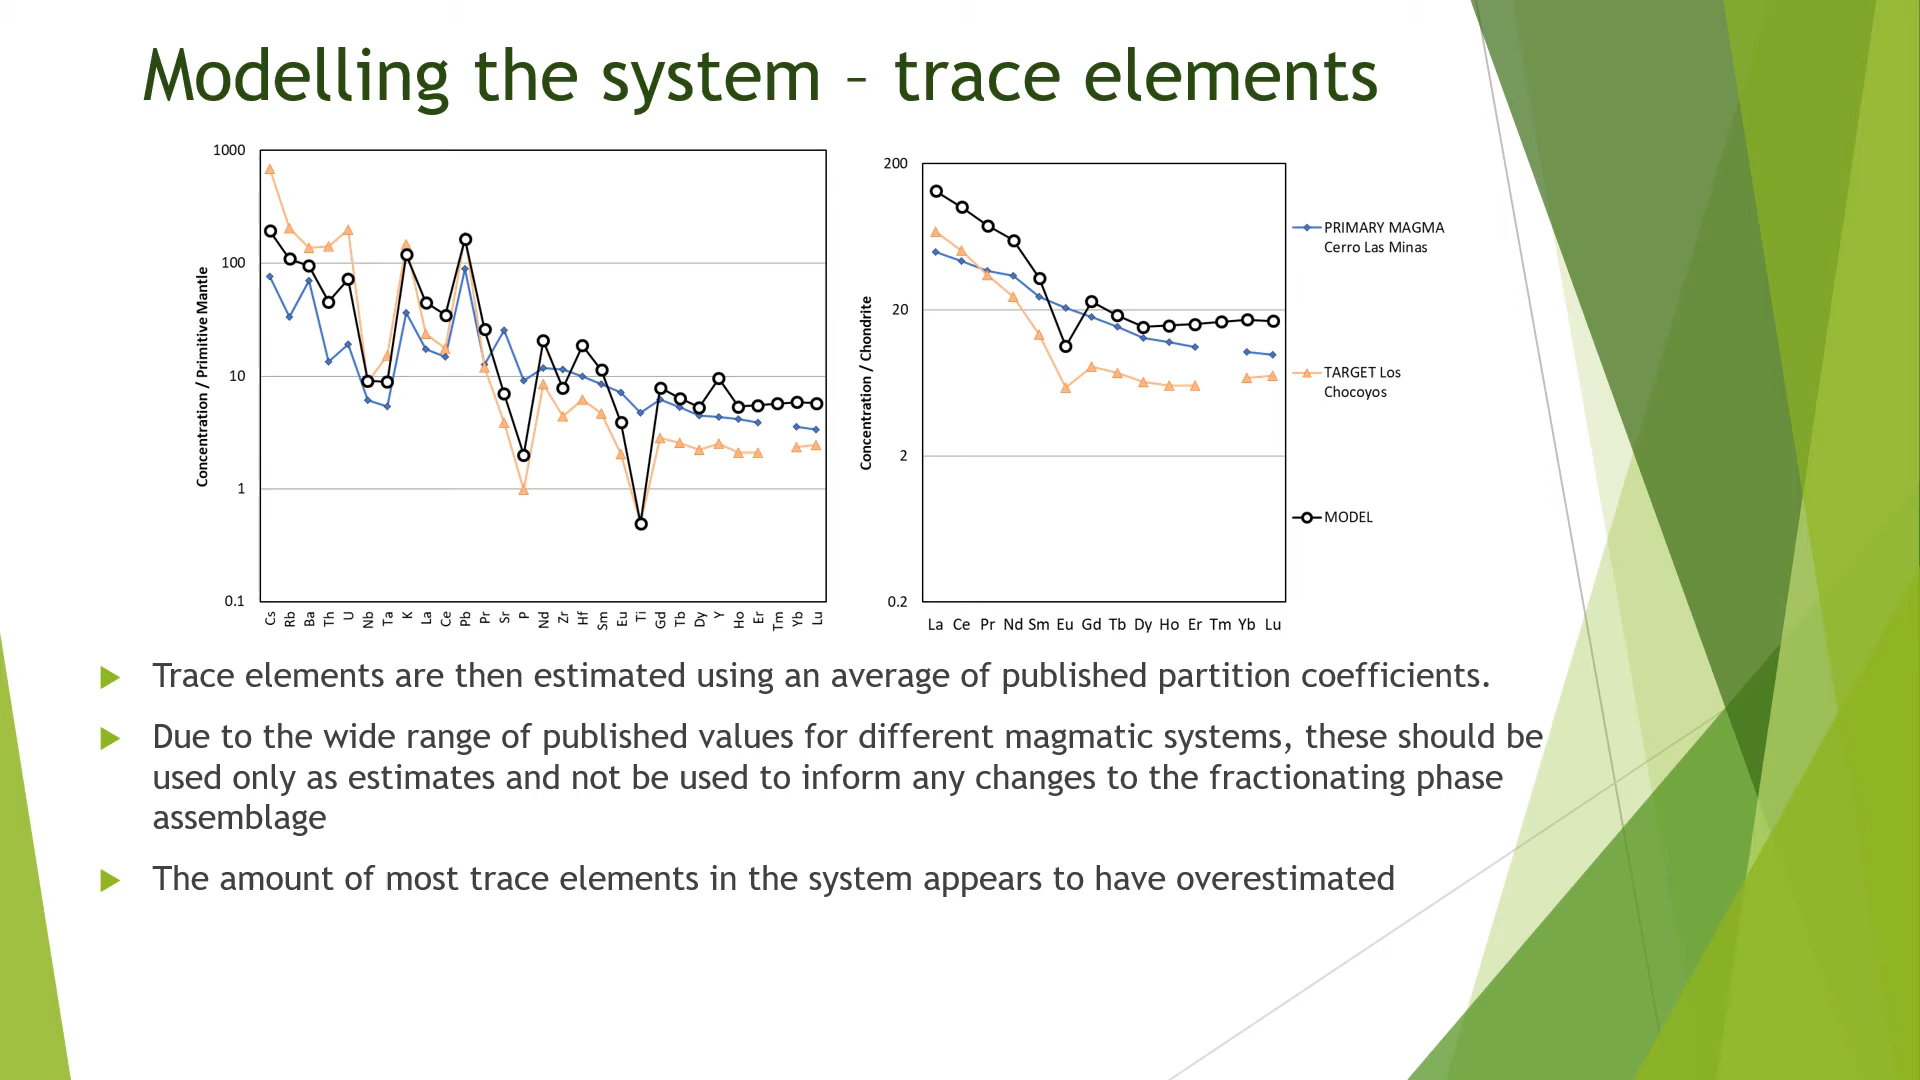 Modelling the system – trace elements
1000
100
10
1
0.1
Concentration / Primitive Mantle
Cs Rb Ba Th U Nb Ta K La Ce Pb Pr Sr P Nd Zr Hf Sm Eu Ti Gd Tb Dy Y Ho Er Tm Yb Lu
200
20
2
0.2
Concentration / Chondrite
La Ce Pr Nd Sm Eu Gd Tb Dy Ho Er Tm Yb Lu
PRIMARY MAGMA
Cerro Las Minas
TARGET Los
Chocoyos
MODEL
Trace elements are then estimated using an average of published partition coefficients.
Due to the wide range of published values for different magmatic systems, these should be
used only as estimates and not be used to inform any changes to the fractionating phase
assemblage
The amount of most trace elements in the system appears to have overestimated